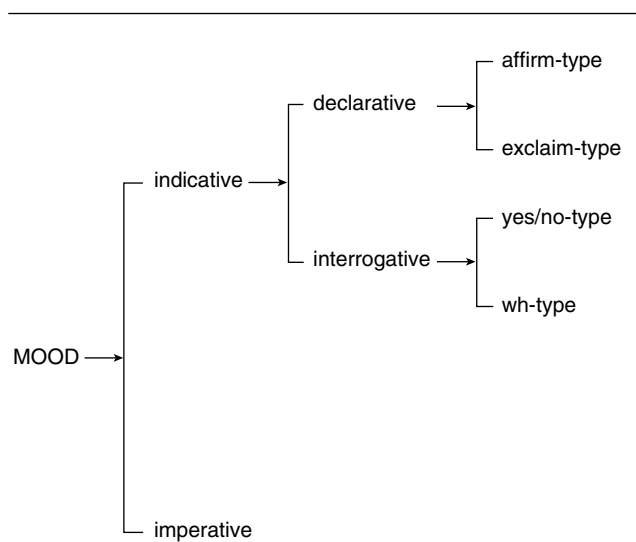 affirm-type
declarative
exclaim-type
indicative
yes/no-type
interrogative
wh-type
MOOD
imperative